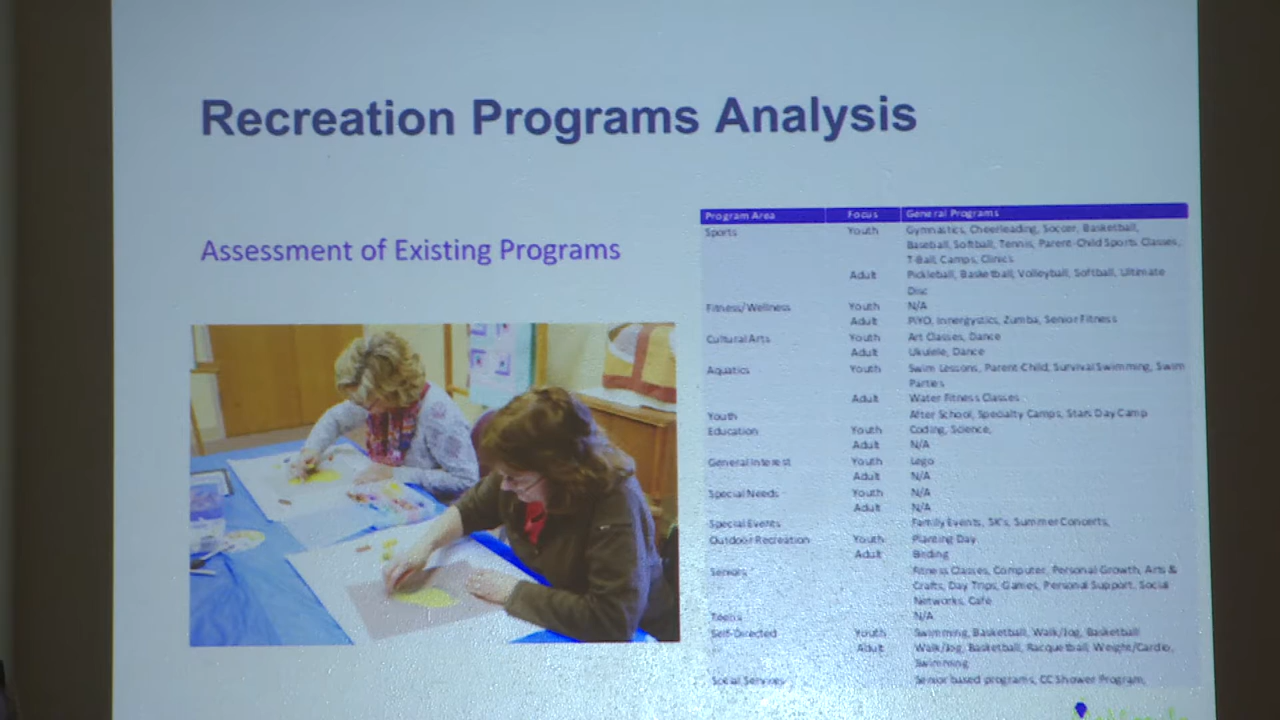 Recreation Programs Analysis
Assessment of Existing Programs
Program Area Focus General Programs
Sports Youth Gymnastics, Cheerleading, Soccer, Basketball,
Baseball, Softball, Tennis, Parent-Child Sports Classes,
T-Ball, Camps, Clinics
Adult Pickleball, Basketball, Volleyball, Softball, Ultimate
Disc
Fitness/Wellness Youth N/A
Adult PiYO, Innergystics, Zumba, Senior Fitness
Cultural Arts Youth Art Classes, Dance
Adult Ukulele, Dance
Aquatics Youth Swim Lessons, Parent-Child, Survival Swimming, Swim
Parties
Adult Water Fitness Classes
Youth After School, Specialty Camps, Stars Day Camp
Education Youth Coding, Science,
Adult N/A
General Interest Youth Lego
Adult N/A
Special Needs Youth N/A
Adult N/A
Special Events Family Events, 5K's, Summer Concerts,
Outdoor Recreation Youth Planting Day
Adult Birding
Seniors Fitness Classes, Computer, Personal Growth, Arts &
Crafts, Day Trips, Games, Personal Support, Social
Networks, Café
Teens N/A
Self-Directed Youth Swimming, Basketball, Walk/Jog, Basketball
Adult Walk/Jog, Basketball, Racquetball, Weight/Cardio,
Swimming
Social Services Senior based programs, CC Shower Program,